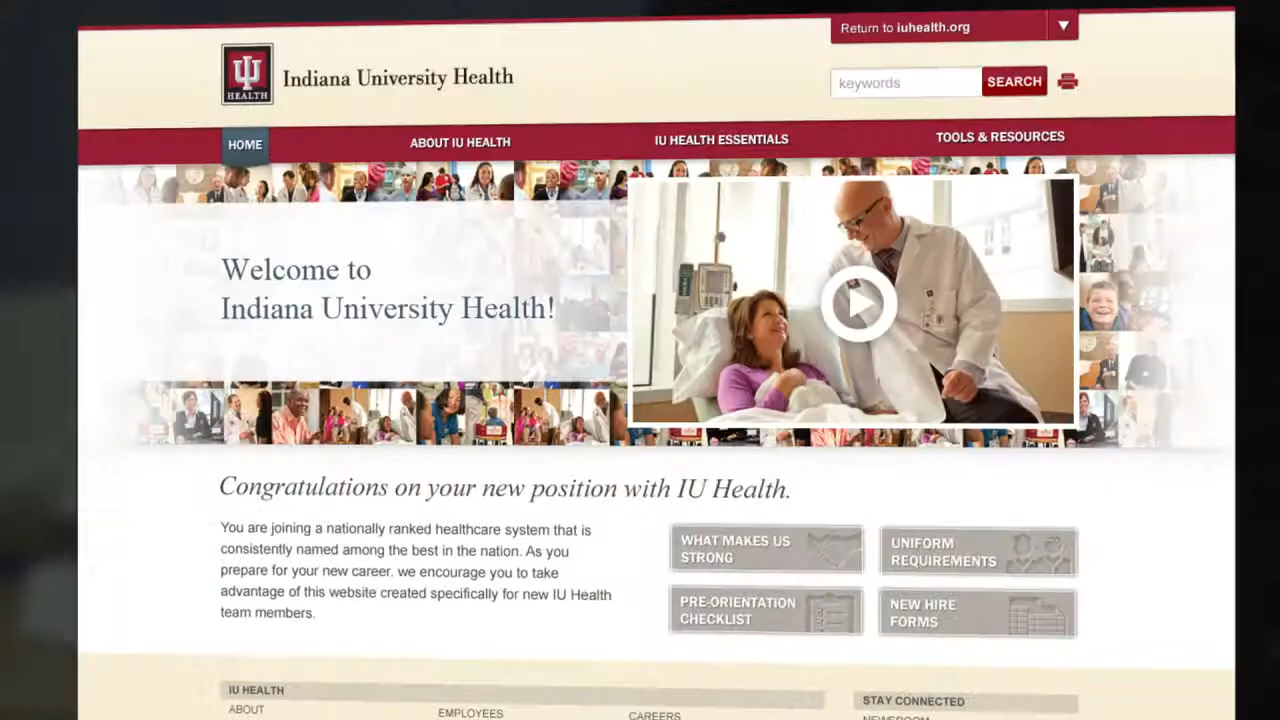 Return to iuhealth.org
HEALTH
Indiana University Health
keywords
SEARCH
HOME
ABOUT IU HEALTH
IU HEALTH ESSENTIALS
TOOLS & RESOURCES
Welcome to
Indiana University Health!
Congratulations on your new position with IU Health.
You are joining a nationally ranked healthcare system that is
consistently named among the best in the nation. As you
prepare for your new career, we encourage you to take
advantage of this website created specifically for new IU Health
team members.
WHAT MAKES US
STRONG
UNIFORM
REQUIREMENTS
PRE-ORIENTATION
CHECKLIST
NEW HIRE
FORMS
IU HEALTH
ABOUT
EMPLOYEES
CAREERS
STAY CONNECTED
NEWSROOM